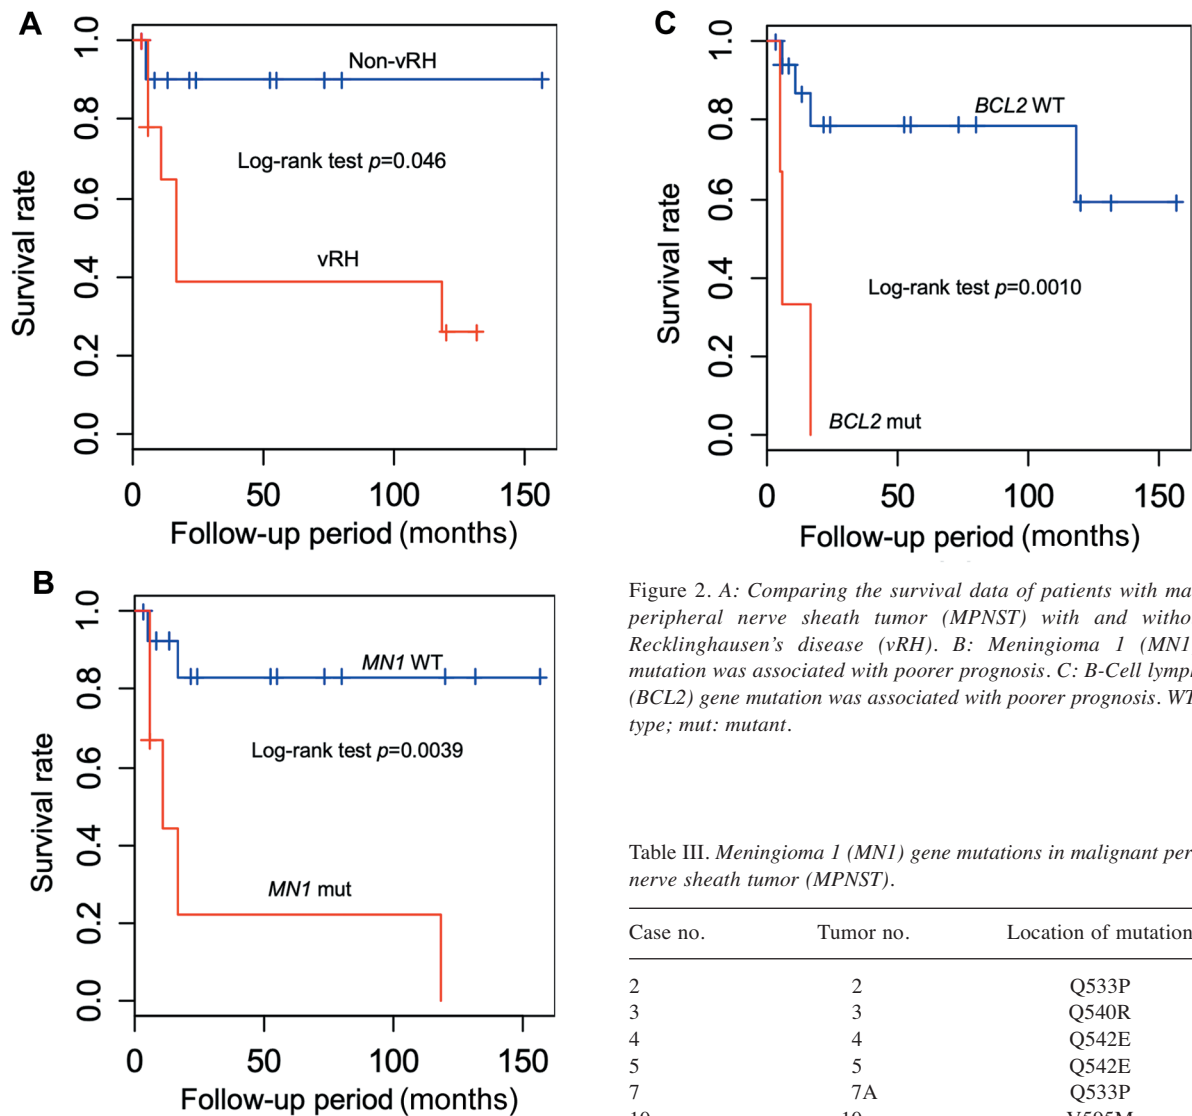 A
1.0
0.8
0.6
0.4
0.2
0.0
Survival rate
Non-vRH
Log-rank test p=0.046
vRH
0 50 100 150
Follow-up period (months)
B
1.0
0.8
0.6
0.4
0.2
0.0
Survival rate
MN1 WT
Log-rank test p=0.0039
MN1 mut
0 50 100 150
Follow-up period (months)
C
1.0
0.8
0.6
0.4
0.2
0.0
Survival rate
BCL2 WT
Log-rank test p=0.0010
BCL2 mut
0 50 100 150
Follow-up period (months)
Figure 2. A: Comparing the survival data of patients with ma
peripheral nerve sheath tumor (MPNST) with and witho
Recklinghausen's disease (vRH). B: Meningioma 1 (MN1
mutation was associated with poorer prognosis. C: B-Cell lymp
(BCL2) gene mutation was associated with poorer prognosis. WT
type; mut: mutant.
Table III. Meningioma 1 (MN1) gene mutations in malignant per
nerve sheath tumor (MPNST).
Case no. Tumor no. Location of mutation
2 2 Q533P
3 3 Q540R
4 4 Q542E
5 5 Q542E
7 7A Q533P